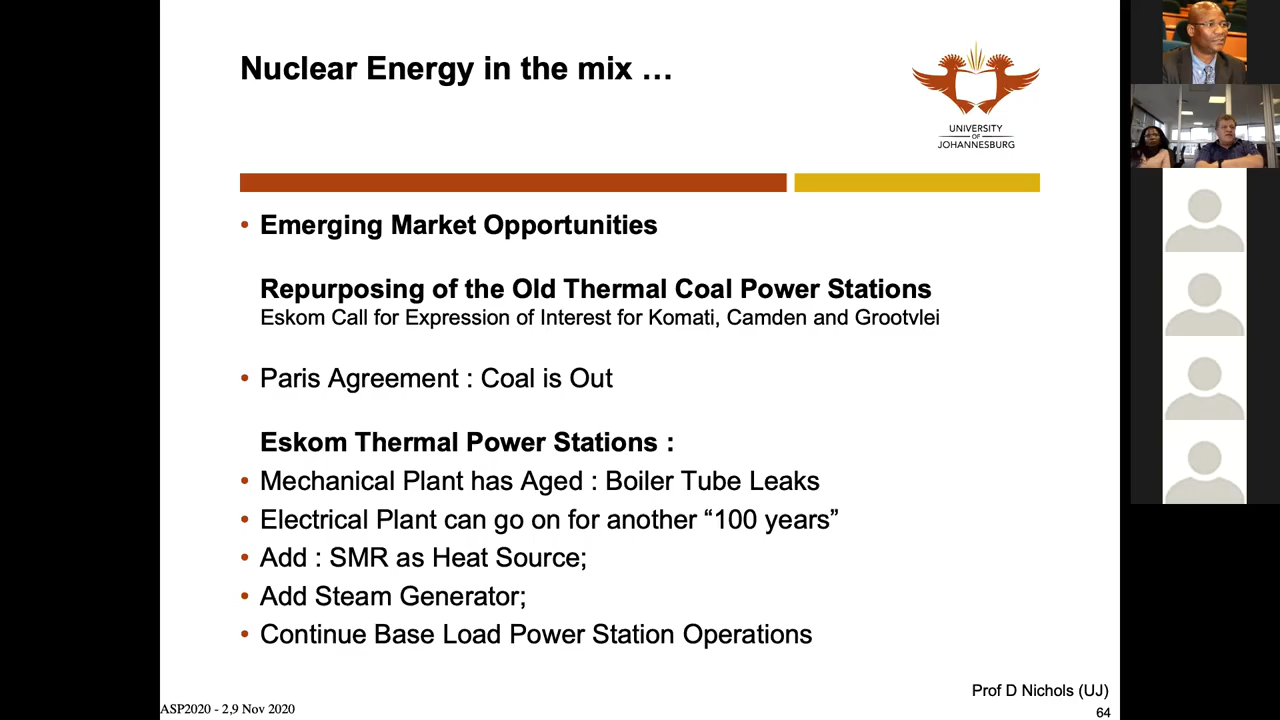 Nuclear Energy in the mix …
UNIVERSITY
OF
JOHANNESBURG
• Emerging Market Opportunities
Repurposing of the Old Thermal Coal Power Stations
Eskom Call for Expression of Interest for Komati, Camden and Grootvlei
• Paris Agreement : Coal is Out
Eskom Thermal Power Stations :
• Mechanical Plant has Aged : Boiler Tube Leaks
• Electrical Plant can go on for another “100 years”
• Add : SMR as Heat Source;
• Add Steam Generator;
• Continue Base Load Power Station Operations
Prof D Nichols (UJ)
ASP2020 - 2,9 Nov 2020
64